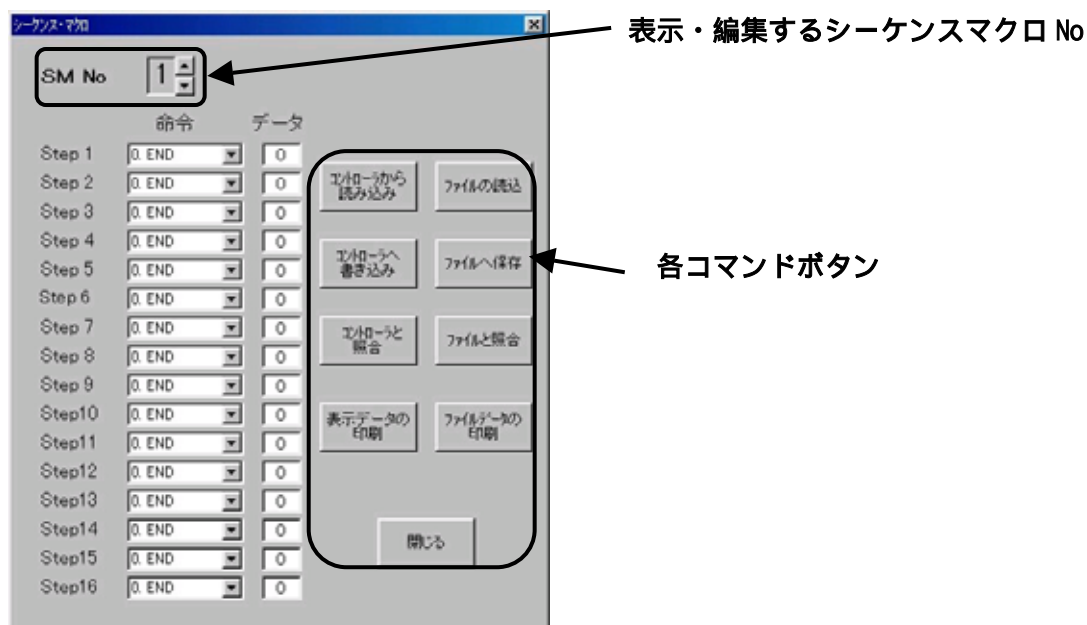 シーケンス・マクロ
表示・編集するシーケンスマクロ No
SM No 1
命令 データ
Step 1 0. END 0
Step 2 0. END 0
Step 3 0. END 0
Step 4 0. END 0
Step 5 0. END 0
Step 6 0. END 0
Step 7 0. END 0
Step 8 0. END 0
Step 9 0. END 0
Step10 0. END 0
Step11 0. END 0
Step12 0. END 0
Step13 0. END 0
Step14 0. END 0
Step15 0. END 0
Step16 0. END 0
コントローラから
読み込み
ファイルの読込
コントローラへ
書き込み
ファイルへ保存
コントローラと
照合
ファイルと照合
表示データの
印刷
ファイルデータの
印刷
閉じる
各コマンドボタン